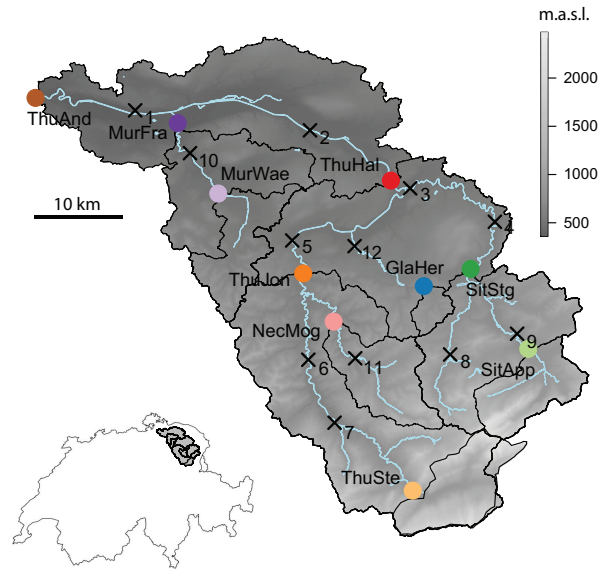 m.a.s.l.
2000
1500
1000
500
ThuAnd
1
MurFra
2
10
ThuHal
MurWae
3
10 km
4
5
12
GlaHer
ThuJon
SitStg
NecMog
9
6
11
8
SitApp
7
ThuSte